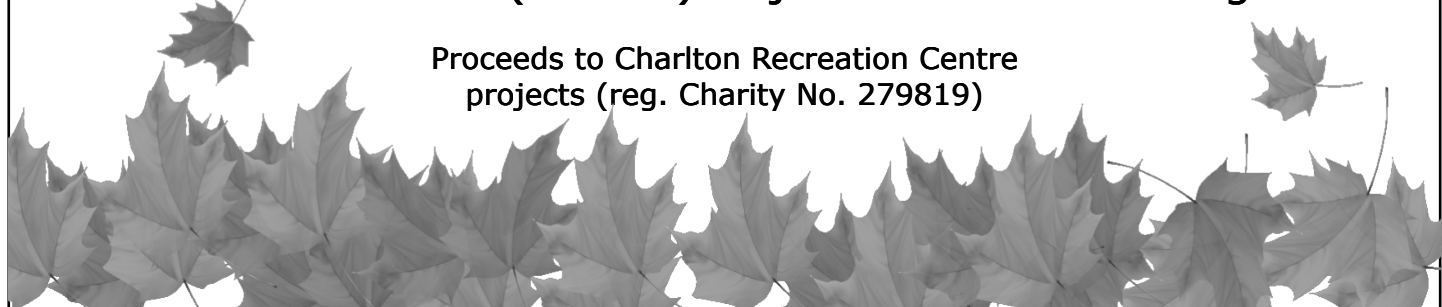 Proceeds to Charlton Recreation Centre
projects (reg. Charity No. 279819)